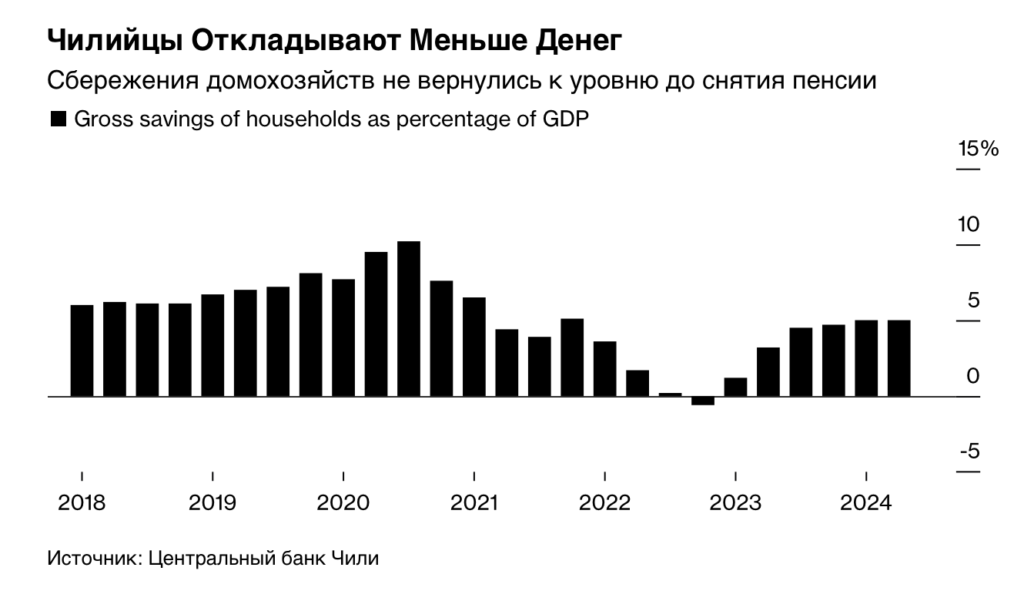 Чилийцы Откладывают Меньше Денег
Сбережения домохозяйств не вернулись к уровню до снятия пенсии
Gross savings of households as percentage of GDP
15%
10
5
0
-5
2018 2019 2020 2021 2022 2023 2024
Источник: Центральный банк Чили